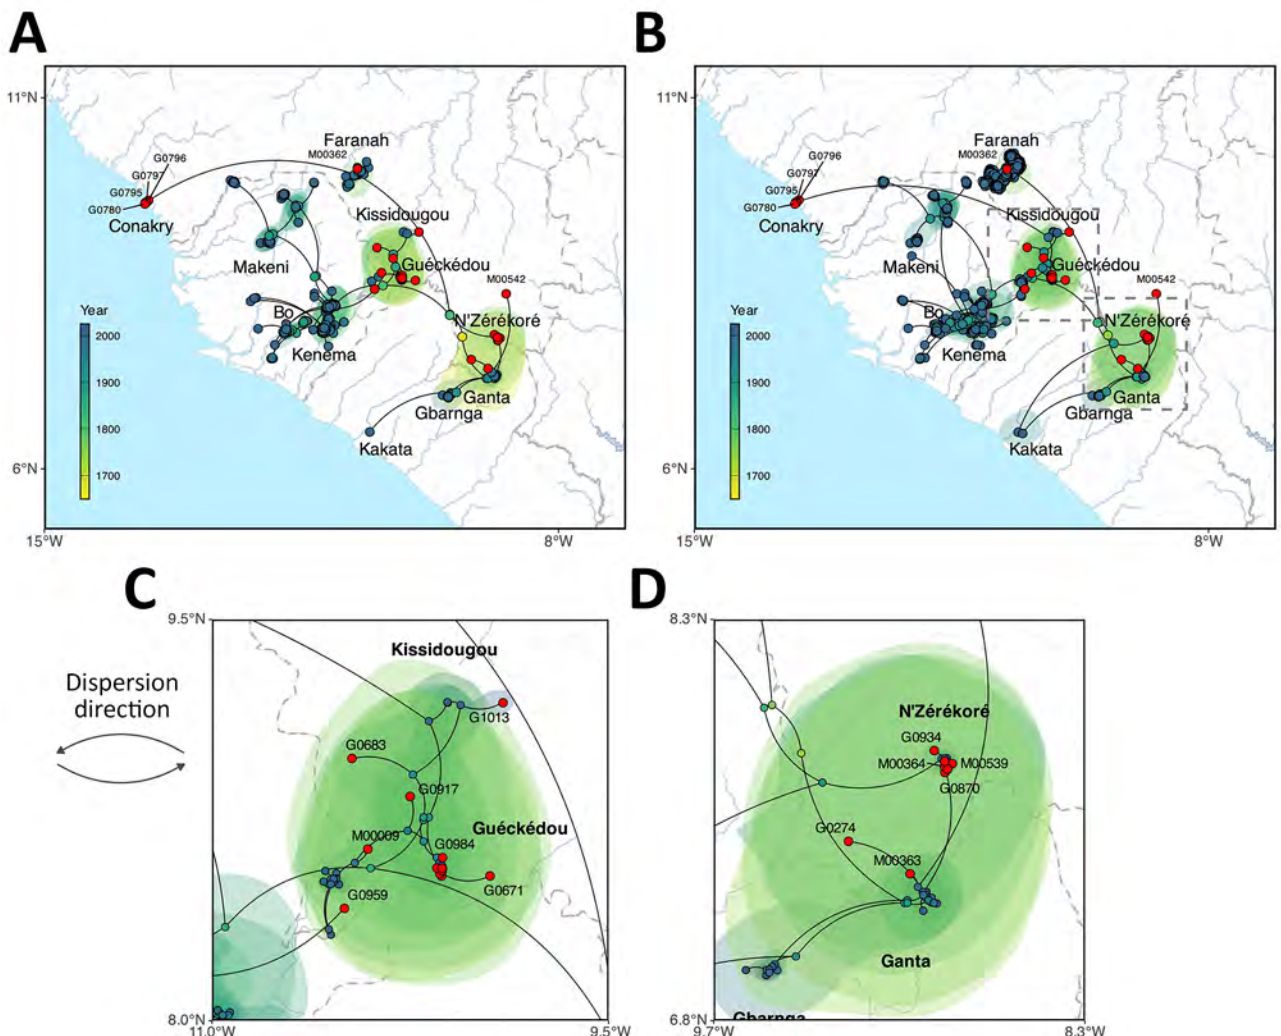 A
B
11°N
6°N
15°W
8°W
Faranah
M00362
G0796
G0797
G0795
G0780
Conakry
Kissidougou
Guéckédou
Makeni
M00542
Bo
N'Zérékoré
Kenema
Ganta
Gbarnga
Kakata
Year
2000
1900
1800
1700
11°N
6°N
15°W
8°W
Faranah
M00362
G0796
G0797
G0795
G0780
Conakry
Kissidougou
Guéckédou
Makeni
M00542
Bo
N'Zérékoré
Kenema
Ganta
Gbarnga
Kakata
Year
2000
1900
1800
1700
C
D
Dispersion
direction
9.5°N
Kissidougou
G1013
G0683
G0917
M00009
G0984
Guéckédou
G0671
G0959
8.0°N
11.0°W
9.5°W
8.3°N
N'Zérékoré
G0934
M00364
M00539
G0870
G0274
M00363
Ganta
Gbarnga
6.8°N
9.7°W
8.3°W